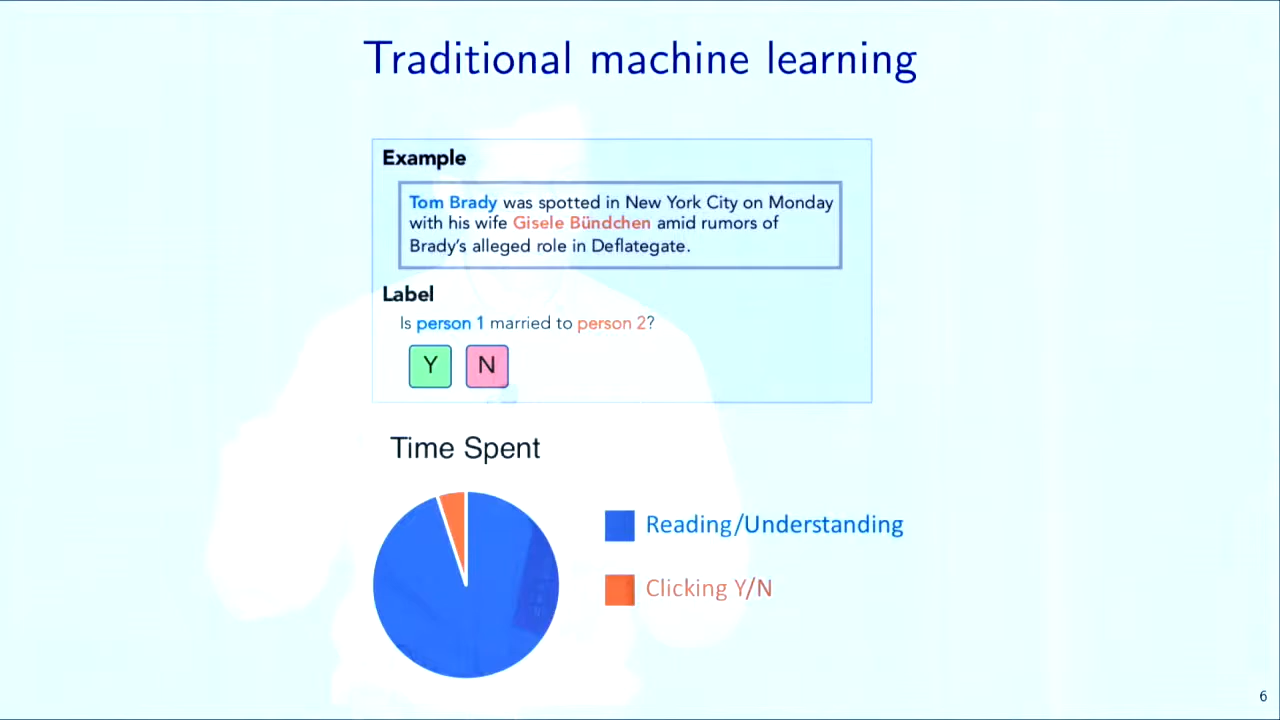 Traditional machine learning
Example
Tom Brady was spotted in New York City on Monday
with his wife Gisele Bündchen amid rumors of
Brady's alleged role in Deflategate.
Label
Is person 1 married to person 2?
Y N
Time Spent
Reading/Understanding
Clicking Y/N
6